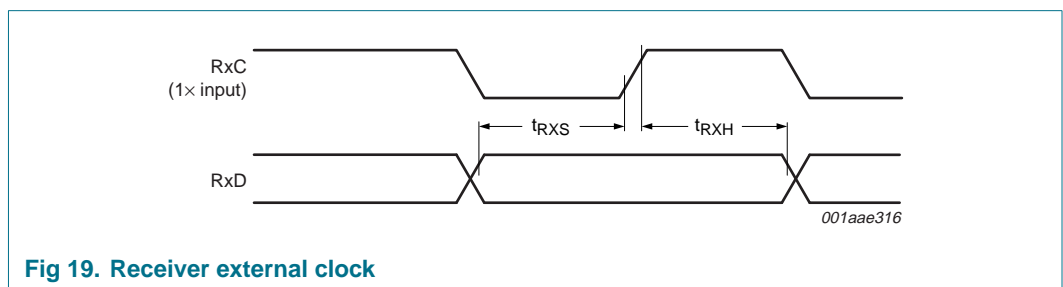 RxC
(1× input)
tRXS
tRXH
RxD
001aae316
Fig 19. Receiver external clock